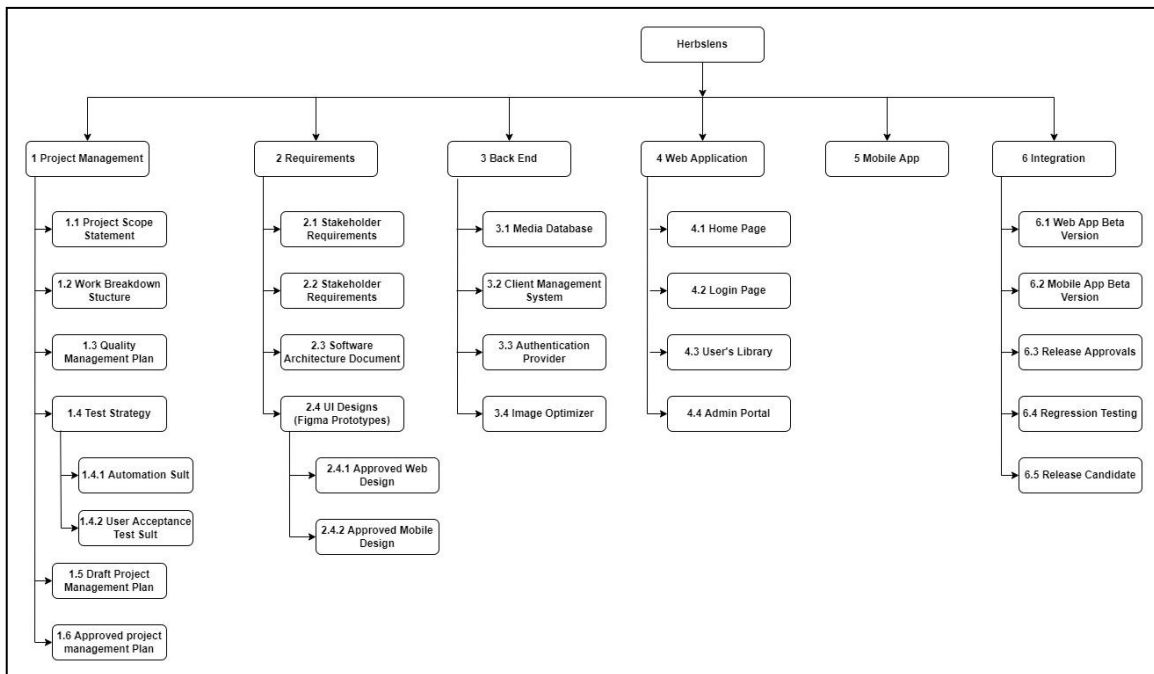 Herbslens
1 Project Management
2 Requirements
3 Back End
4 Web Application
5 Mobile App
6 Integration
1.1 Project Scope
Statement
1.2 Work Breakdown
Stucture
1.3 Quality
Management Plan
1.4 Test Strategy
1.4.1 Automation Sult
1.4.2 User Acceptance
Test Sult
1.5 Draft Project
Management Plan
1.6 Approved project
management Plan
2.1 Stakeholder
Requirements
2.2 Stakeholder
Requirements
2.3 Software
Architecture Document
2.4 UI Designs
(Figma Prototypes)
2.4.1 Approved Web
Design
2.4.2 Approved Mobile
Design
3.1 Media Database
3.2 Client Management
System
3.3 Authentication
Provider
3.4 Image Optimizer
4.1 Home Page
4.2 Login Page
4.3 User's Library
4.4 Admin Portal
6.1 Web App Beta
Version
6.2 Mobile App Beta
Version
6.3 Release Approvals
6.4 Regression Testing
6.5 Release Candidate